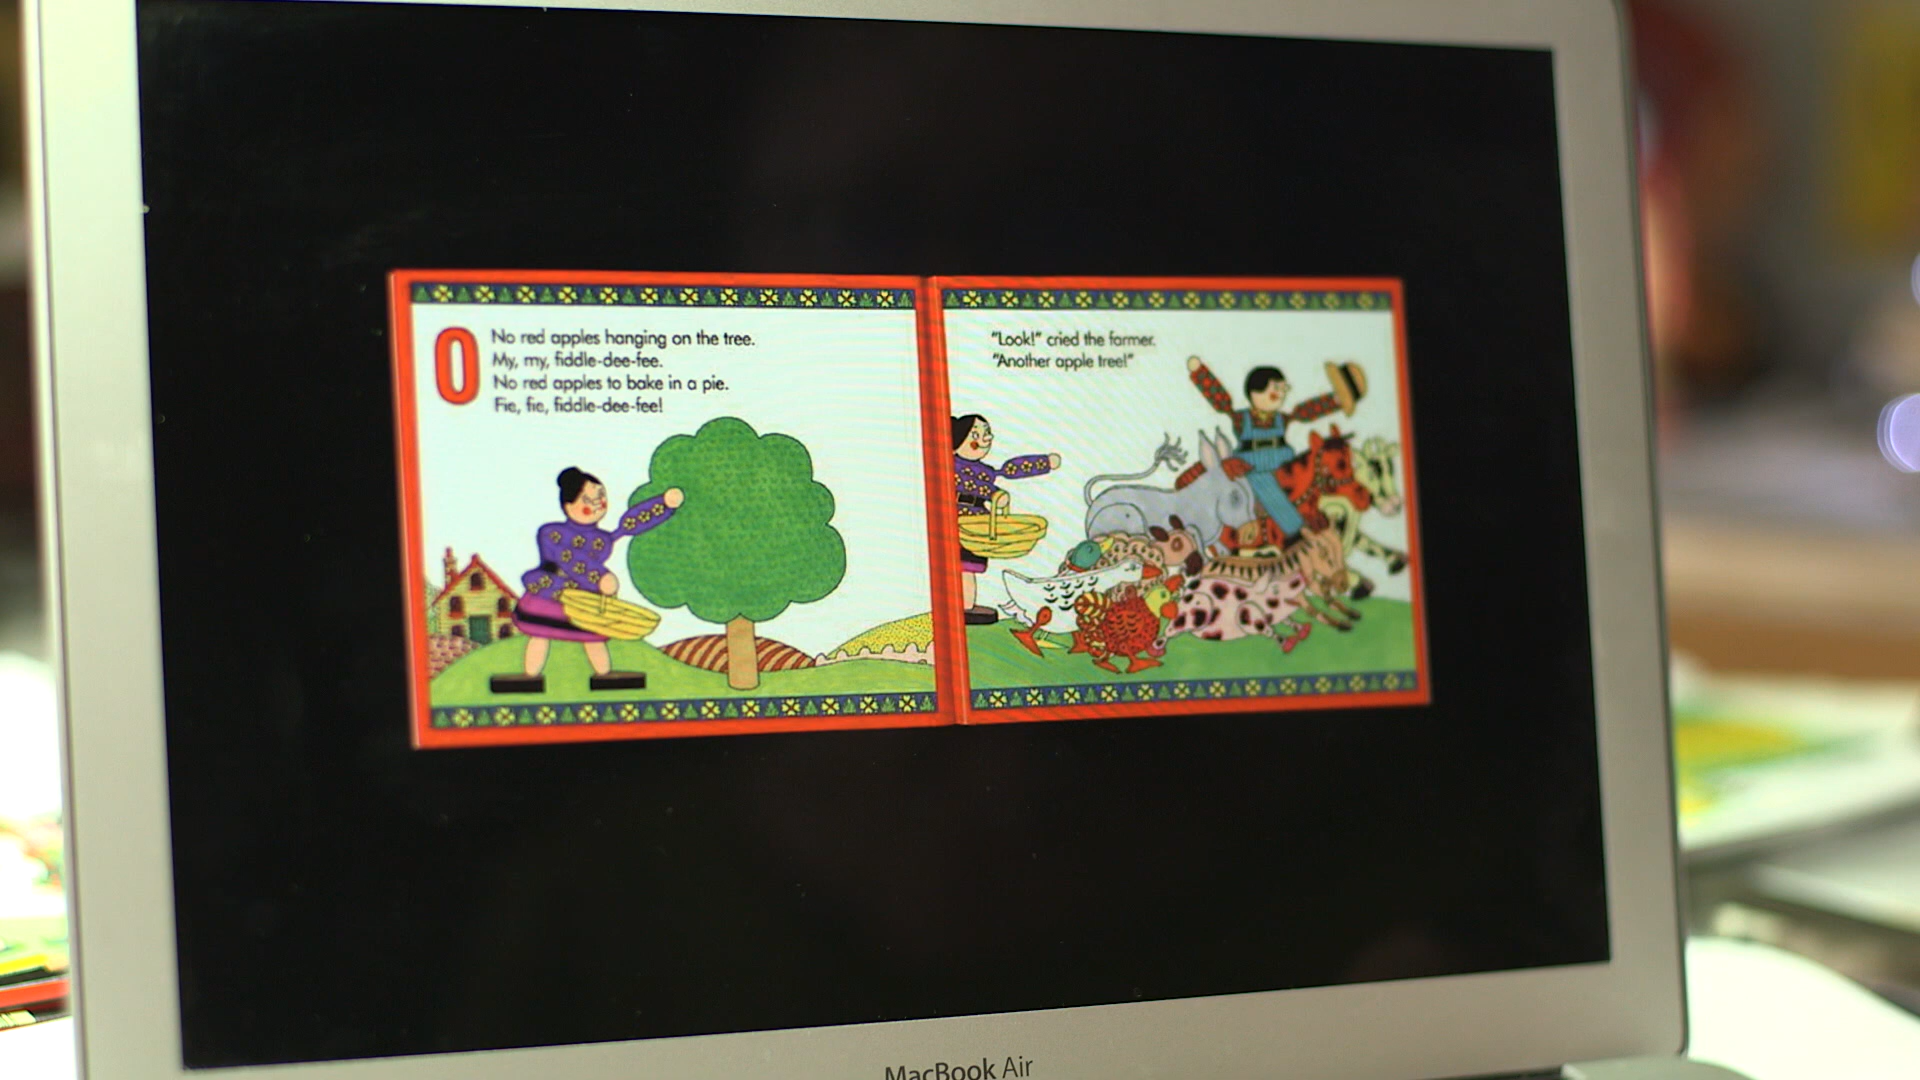 0
No red apples hanging on the tree.
My, my, fiddle-dee-fee.
No red apples to bake in a pie.
Fie, fie, fiddle-dee-fee!
"Look!" cried the farmer.
"Another apple tree!"
MacBook Air